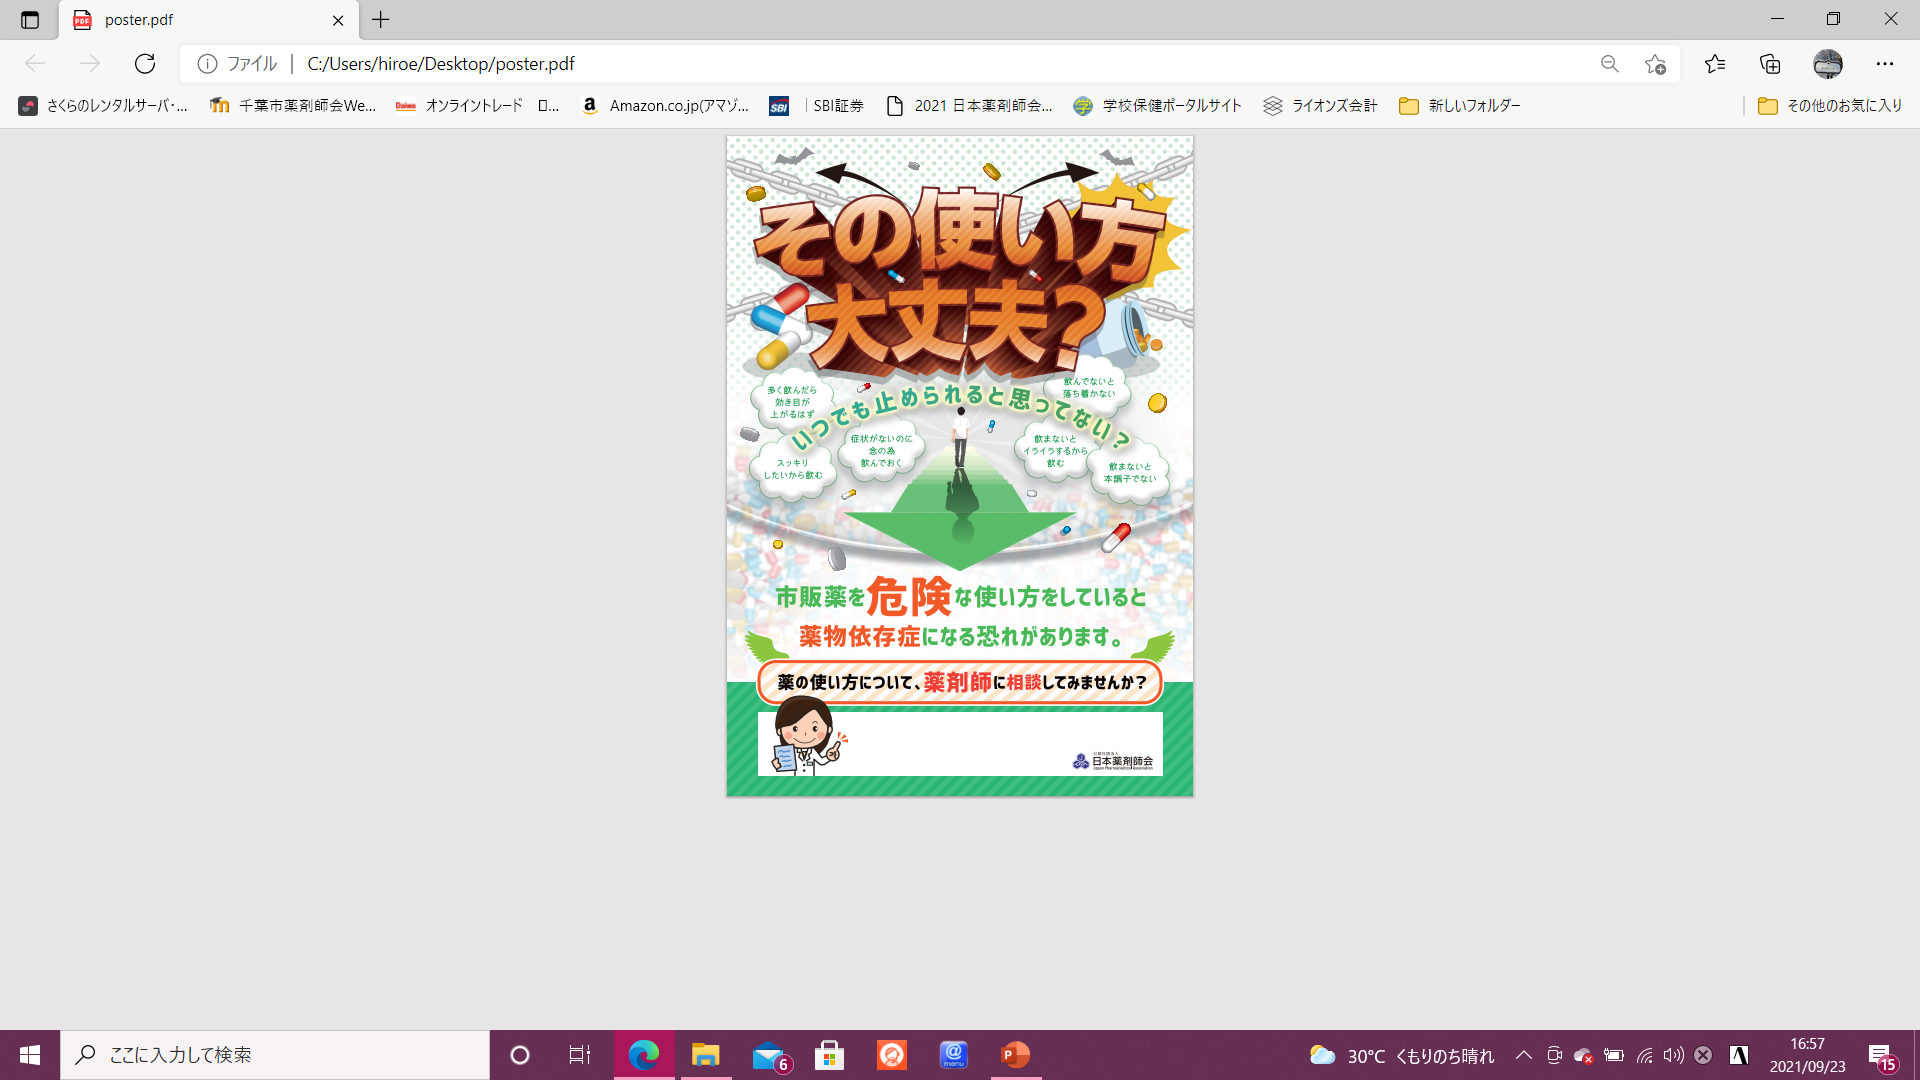 poster.pdf
ファイル
C:/Users/hiroe/Desktop/poster.pdf
さくらのレンタルサーバ・...
千葉市薬剤師会We...
Daiwa
オンライントレード ロ...
Amazon.co.jp(アマゾ...
SBI
| SBI証券
2021 日本薬剤師会...
学校保健ポータルサイト
ライオンズ会計
新しいフォルダー
その他のお気に入り
その使い方
大丈夫?
いつでも止められると思ってない?
多く飲んだら
効き目が
上がるはず
飲んでないと
落ち着かない
症状がないのに
念の為
飲んでおく
飲まないと
イライラするから
飲む
スッキリ
したいから飲む
飲まないと
本調子でない
市販薬を危険な使い方をしていると
薬物依存症になる恐れがあります。
薬の使い方について、薬剤師に相談してみませんか?
公益社団法人
日本薬剤師会
Japan Pharmaceutical Association
ここに入力して検索
6
30°C くもりのち晴れ
16:57
2021/09/23
15